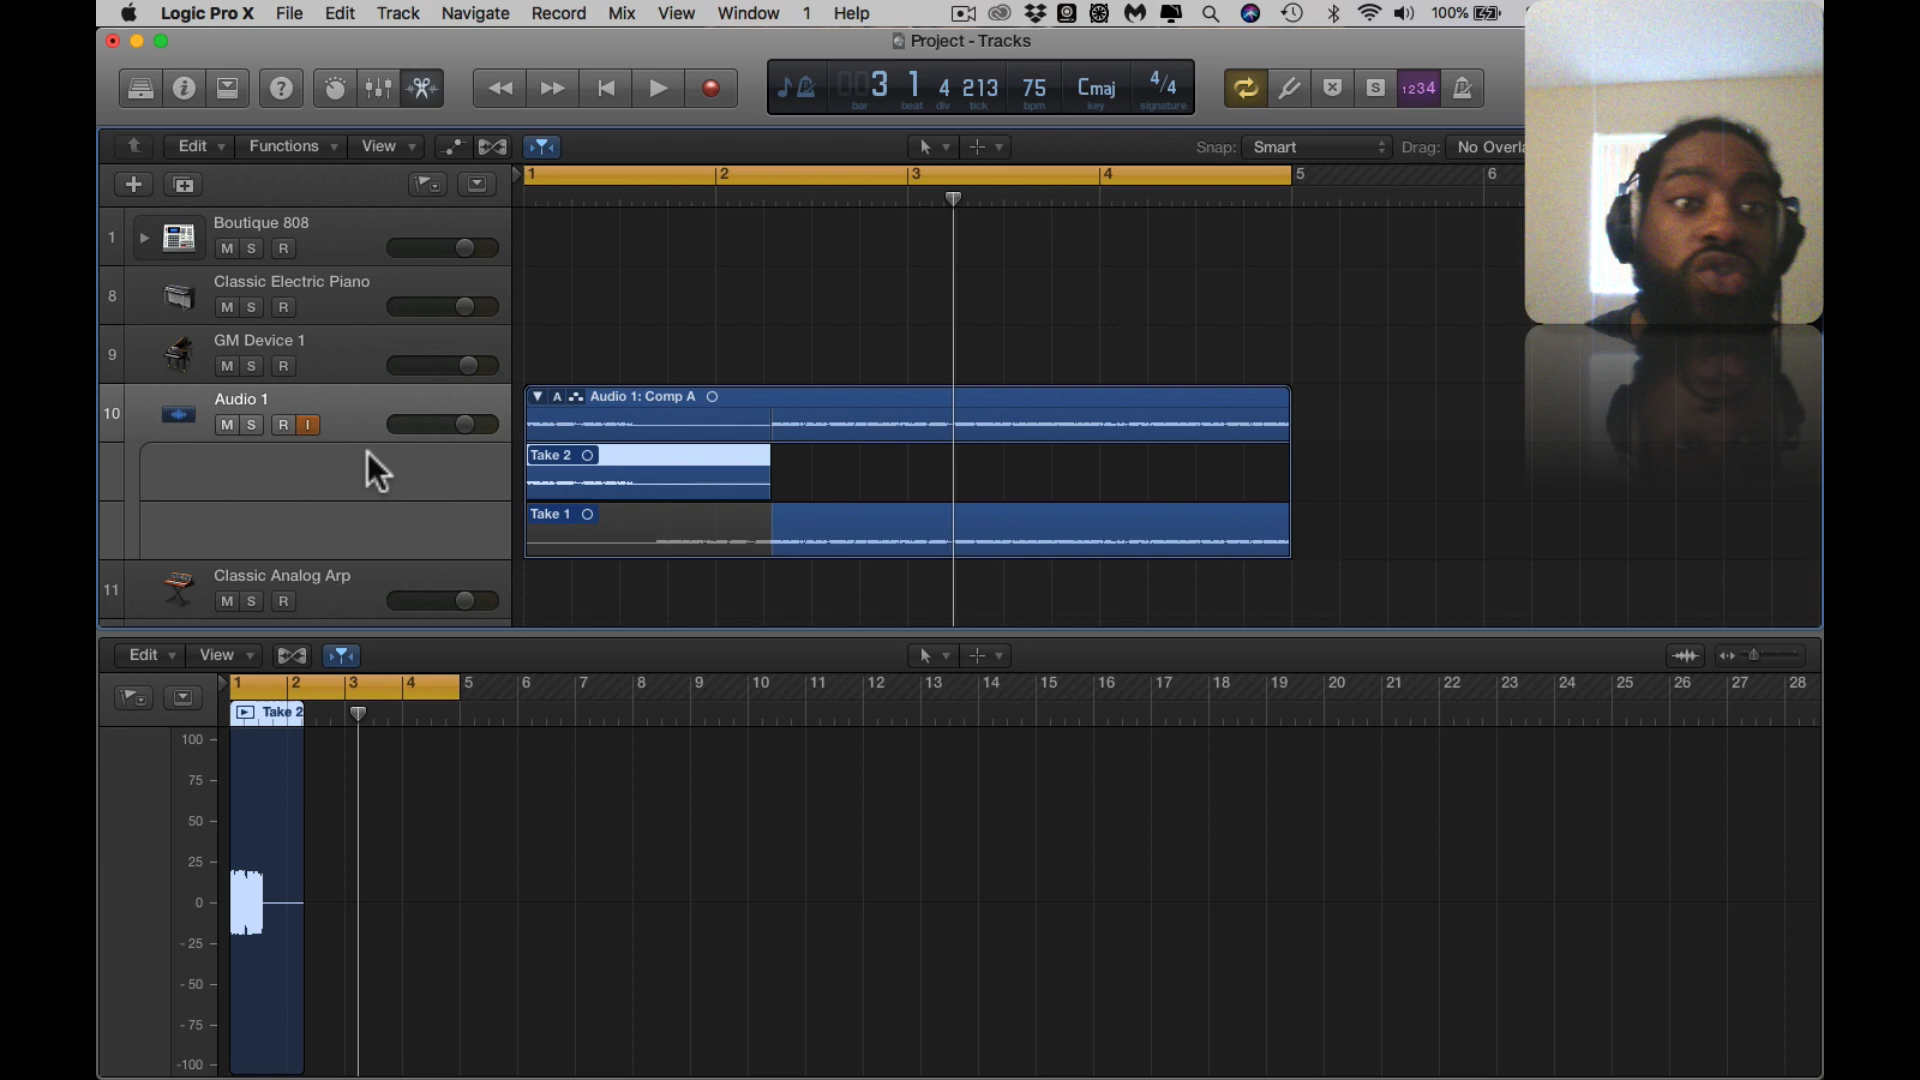 Logic Pro X File Edit Track Navigate Record Mix View Window 1 Help 100%
Project - Tracks
3 1 4 213 75 Cmaj 4/4
bar beat div tick bpm key signature
S 1234
Edit Functions View Snap: Smart Drag: No Overla
1 2 3 4 5 6
1 Boutique 808
M S R
8 Classic Electric Piano
M S R
9 GM Device 1
M S R
10 Audio 1
M S R I
A Audio 1: Comp A
Take 2
Take 1
11 Classic Analog Arp
M S R
Edit View
1 2 3 4 5 6 7 8 9 10 11 12 13 14 15 16 17 18 19 20 21 22 23 24 25 26 27 28
Take 2
100
75
50
25
0
- 25
- 50
- 75
-100